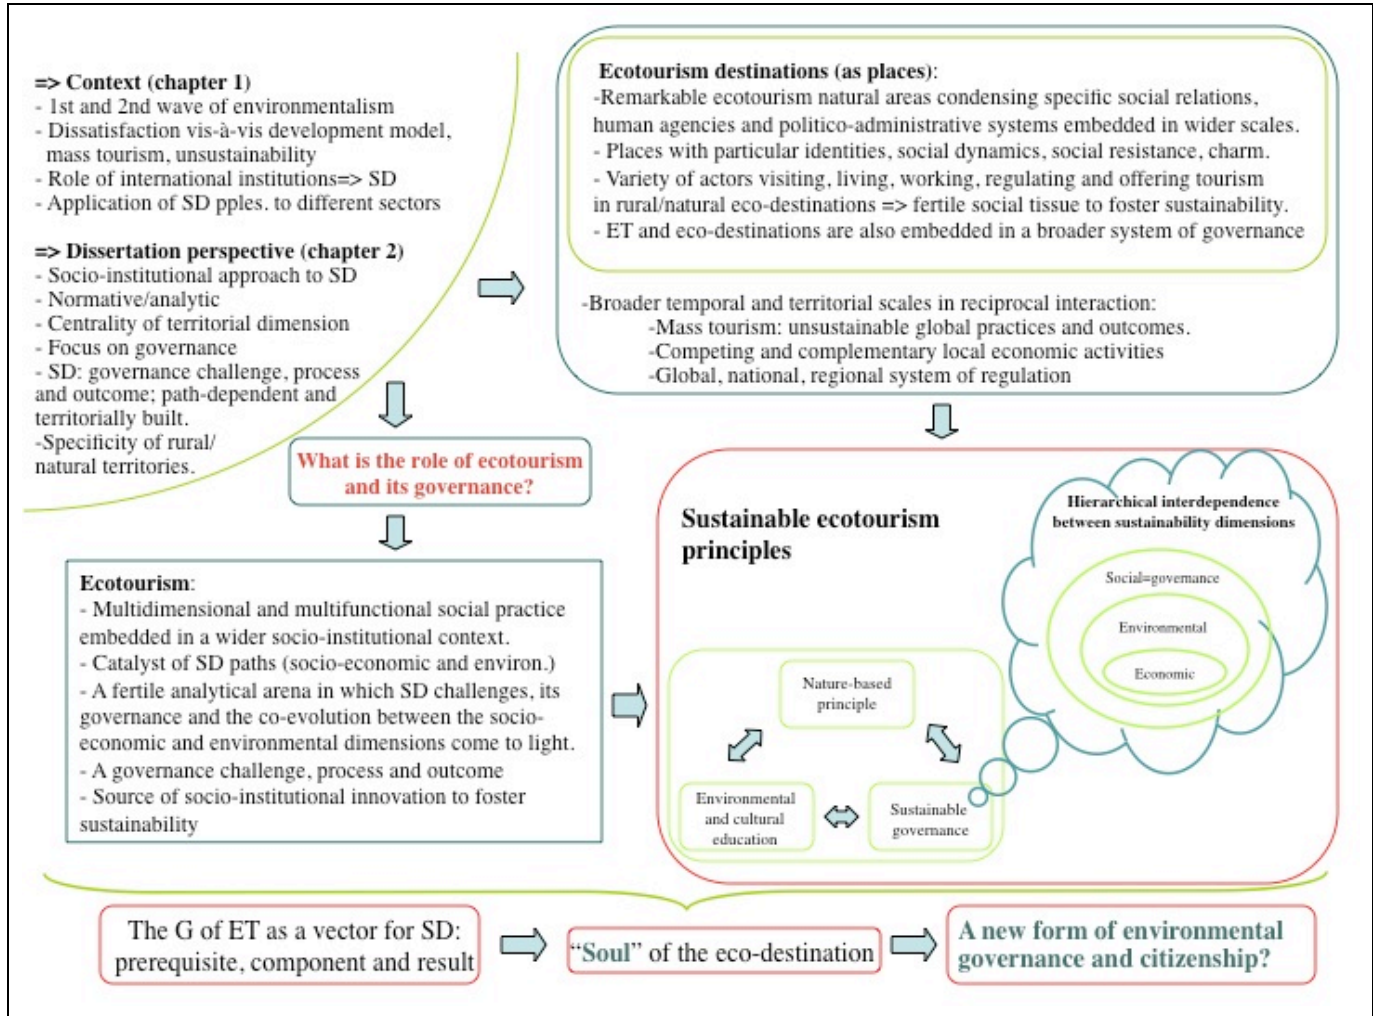 => Context (chapter 1)
- 1st and 2nd wave of environmentalism
- Dissatisfaction vis-à-vis development model,
mass tourism, unsustainability
- Role of international institutions=> SD
- Application of SD pples. to different sectors
=> Dissertation perspective (chapter 2)
- Socio-institutional approach to SD
- Normative/analytic
- Centrality of territorial dimension
- Focus on governance
- SD: governance challenge, process
and outcome; path-dependent and
territorially built.
-Specificity of rural/
natural territories.
Ecotourism destinations (as places):
-Remarkable ecotourism natural areas condensing specific social relations,
human agencies and politico-administrative systems embedded in wider scales.
- Places with particular identities, social dynamics, social resistance, charm.
- Variety of actors visiting, living, working, regulating and offering tourism
in rural/natural eco-destinations => fertile social tissue to foster sustainability.
- ET and eco-destinations are also embedded in a broader system of governance
-Broader temporal and territorial scales in reciprocal interaction:
-Mass tourism: unsustainable global practices and outcomes.
-Competing and complementary local economic activities
-Global, national, regional system of regulation
What is the role of ecotourism
and its governance?
Ecotourism:
- Multidimensional and multifunctional social practice
embedded in a wider socio-institutional context.
- Catalyst of SD paths (socio-economic and environ.)
- A fertile analytical arena in which SD challenges, its
governance and the co-evolution between the socio-
economic and environmental dimensions come to light.
- A governance challenge, process and outcome
- Source of socio-institutional innovation to foster
sustainability
Sustainable ecotourism
principles
Hierarchical interdependence
between sustainability dimensions
Social=governance
Environmental
Economic
Nature-based
principle
Environmental
and cultural
education
Sustainable
governance
The G of ET as a vector for SD:
prerequisite, component and result
“Soul” of the eco-destination
A new form of environmental
governance and citizenship?